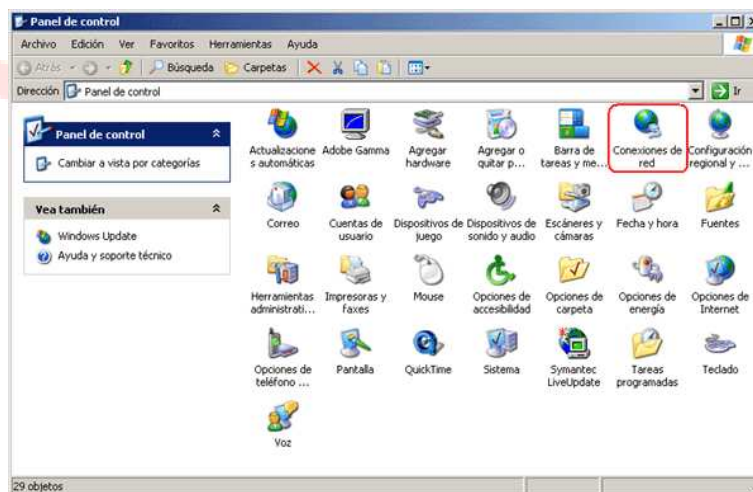 Panel de control
Archivo Edición Ver Favoritos Herramientas Ayuda
Atrás Búsqueda Carpetas
Dirección Panel de control Ir
Panel de control
Cambiar a vista por categorías
Vea también
Windows Update
Ayuda y soporte técnico
Actualizacione Adobe Gamma Agregar Agregar o Barra de Conexiones de Configuración
s automáticas hardware quitar p... tareas y me... red regional y ...
Correo Cuentas de Dispositivos de Dispositivos de Escáneres y Fecha y hora Fuentes
usuario juego sonido y audio cámaras
Herramientas Impresoras y Mouse Opciones de Opciones de Opciones de Opciones de
administrati... faxes accesibilidad carpeta energía Internet
Opciones de Pantalla QuickTime Sistema Symantec Tareas Teclado
teléfono ... LiveUpdate programadas
Voz
29 objetos